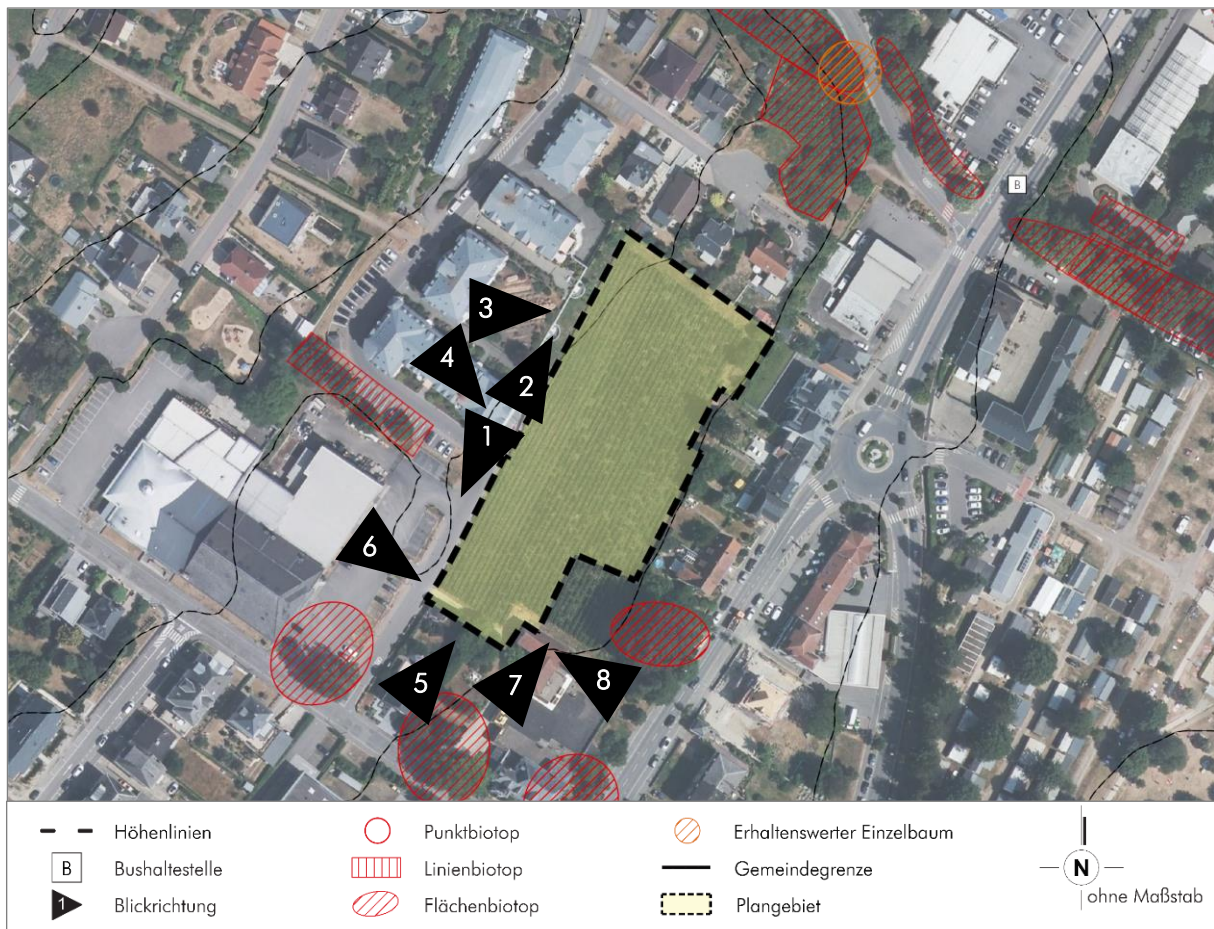 B
3
4
2
1
6
5
7
8
Höhenlinien
Punktbiotop
Erhaltenswerter Einzelbaum
B
Bushaltestelle
Linienbiotop
Gemeindegrenze
N
1
Blickrichtung
Flächenbiotop
Plangebiet
ohne Maßstab